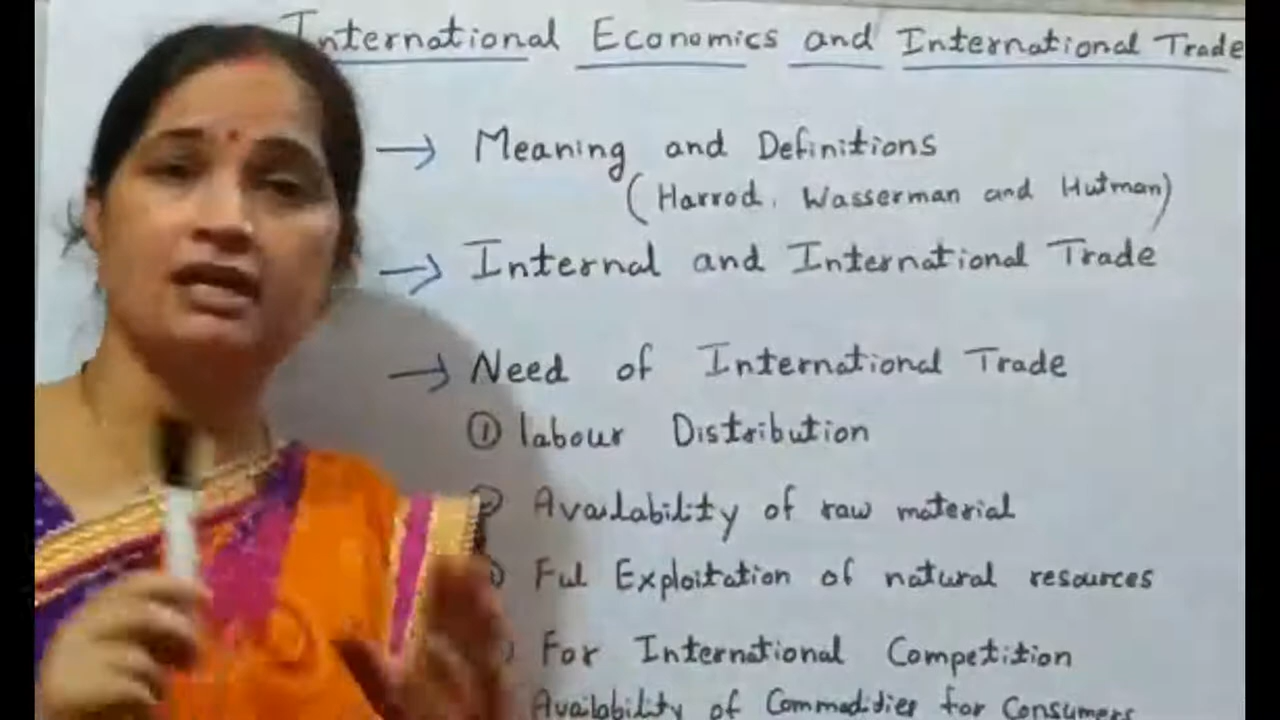 International Economics and International Trade
→ Meaning and Definitions
(Harrod, Wasserman and Hutman)
→ Internal and International Trade
→ Need of International Trade
① labour Distribution
Availability of raw material
Ful Exploitation of natural resources
For International Competition
Availability of Commodities for Consumers